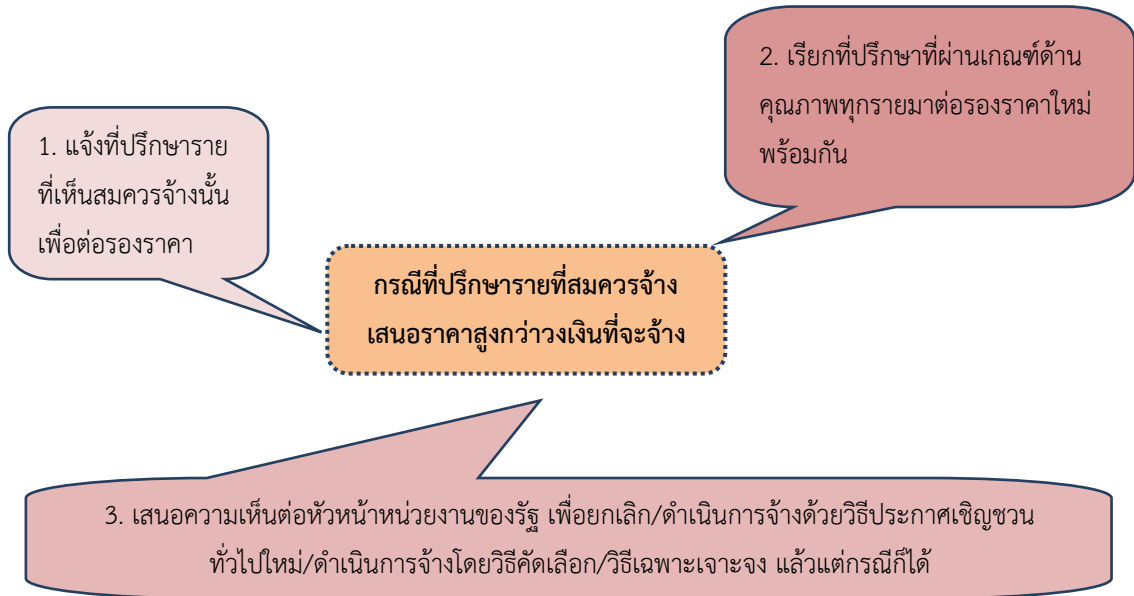 2. เรียกที่ปรึกษาที่ผ่านเกณฑ์ด้าน
คุณภาพทุกรายมาต่อรองราคาใหม่
พร้อมกัน
1. แจ้งที่ปรึกษาราย
ที่เห็นสมควรจ้างนั้น
เพื่อต่อรองราคา
กรณีที่ปรึกษารายที่สมควรจ้าง
เสนอราคาสูงกว่าวงเงินที่จะจ้าง
3. เสนอความเห็นต่อหัวหน้าหน่วยงานของรัฐ เพื่อยกเลิก/ดำเนินการจ้างด้วยวิธีประกาศเชิญชวน
ทั่วไปใหม่/ดำเนินการจ้างโดยวิธีคัดเลือก/วิธีเฉพาะเจาะจง แล้วแต่กรณีก็ได้